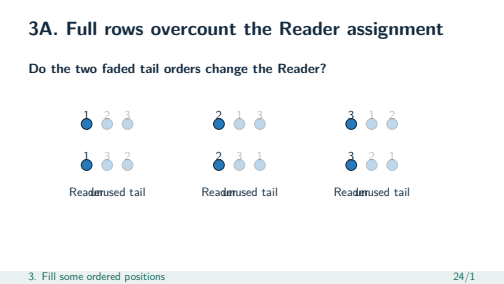 3A. Full rows overcount the Reader assignment
Do the two faded tail orders change the Reader?
1 2 3 2 1 3 3 1 2
1 3 2 2 3 1 3 2 1
Reader unused tail Reader unused tail Reader unused tail
3. Fill some ordered positions 24/1